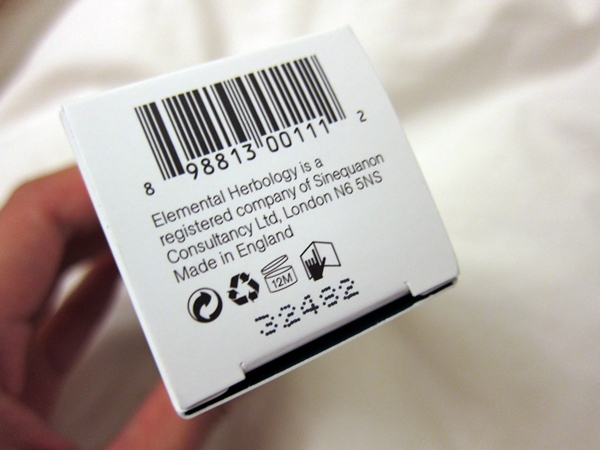 8 98813 00111 2
Elemental Herbology is a
registered company of Sinequanon
Consultancy Ltd, London N6 5NS
Made in England
12M
32482